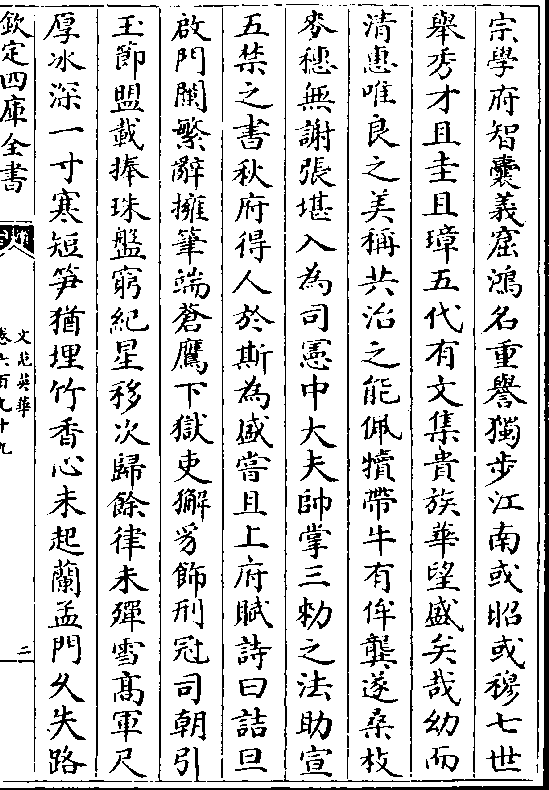 宗學府智囊義窟鴻名重譽獨步江南或昭或穆七世
舉秀才且圭且璋五代有文集貴族華望盛矣哉幼而
清惠唯良之美稱共治之能佩犢帶牛有侔龔遂桑枝
麥穗無謝張堪入為司憲中大夫帥掌三勑之法助宣
五禁之書秋府得人於斯為盛嘗且上府賦詩曰詰旦
啟門闌繁辭擁筆端蒼鷹下獄吏獬豸飾刑冠司朝引
玉節盟載捧珠盤窮紀星移次歸餘律未殫雪高軍尺
厚冰深一寸寒短笋猶埋竹香心未起蘭孟門久失路
欽定四庫全書
文苑英華
卷六百九十九
二